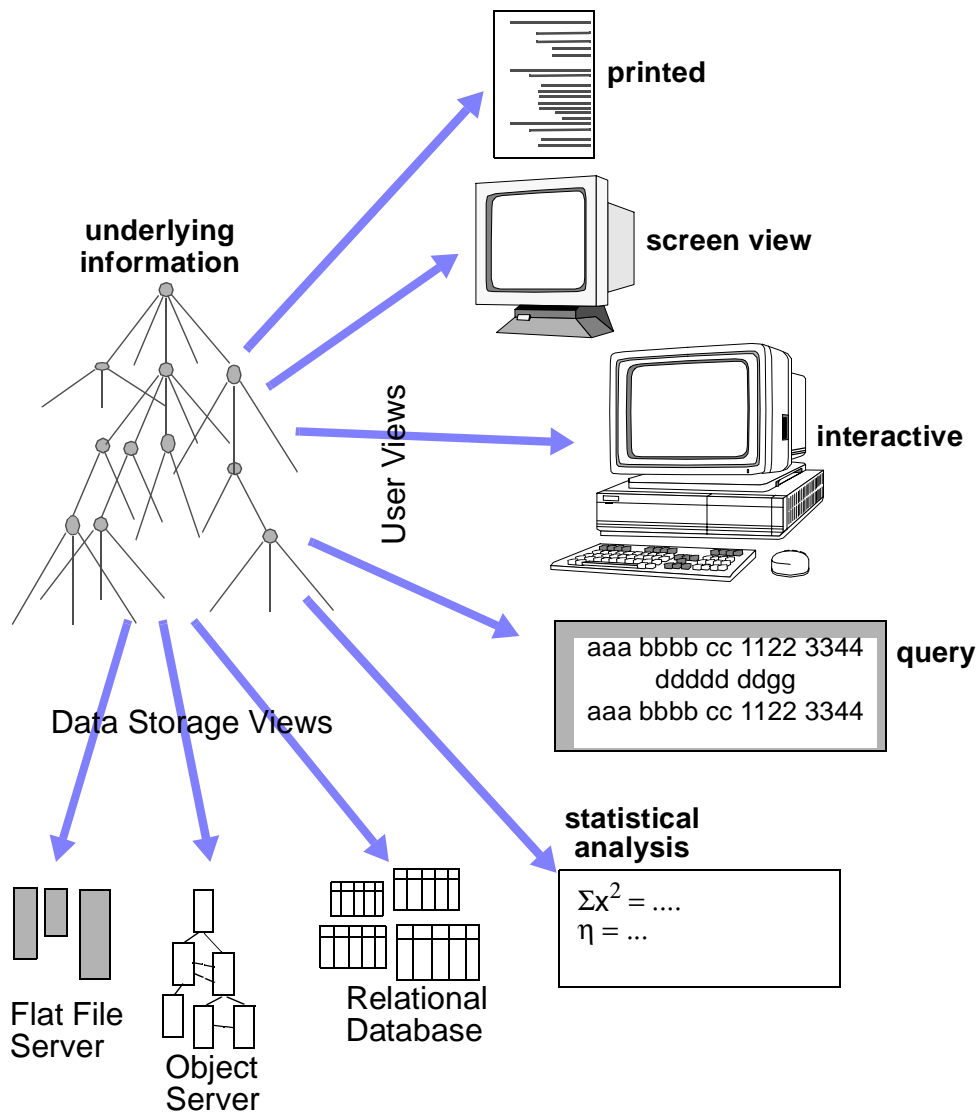 printed
underlying
information
screen view
User Views
interactive
aaa bbbb cc 1122 3344
ddddd ddgg
aaa bbbb cc 1122 3344
query
Data Storage Views
statistical
analysis
Σx² = ....
η = ...
Flat File
Server
Object
Server
Relational
Database